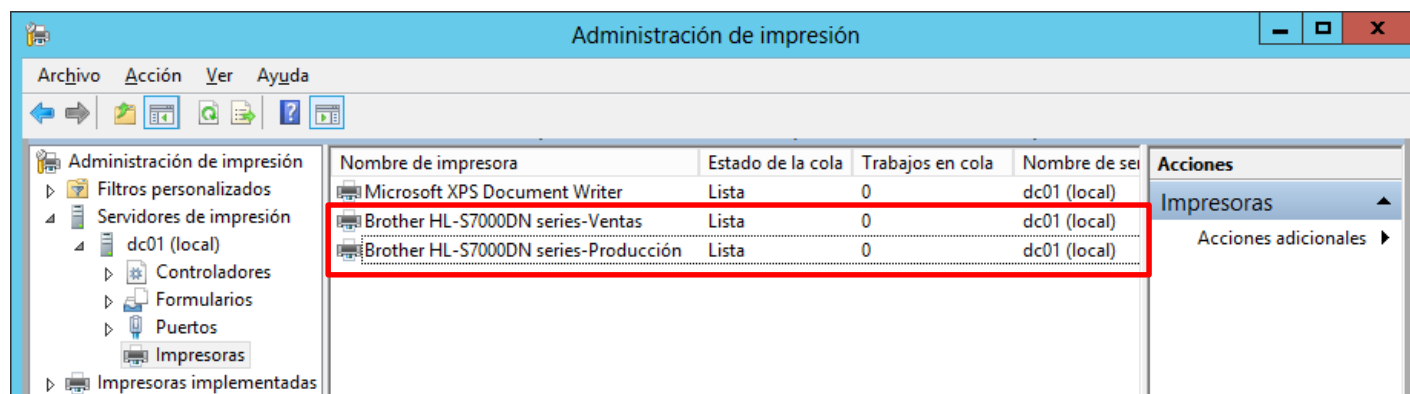 Administración de impresión
Archivo Acción Ver Ayuda
Administración de impresión
Filtros personalizados
Servidores de impresión
dc01 (local)
Controladores
Formularios
Puertos
Impresoras
Impresoras implementadas
Nombre de impresora Estado de la cola Trabajos en cola Nombre de ser
Microsoft XPS Document Writer Lista 0 dc01 (local)
Brother HL-S7000DN series-Ventas Lista 0 dc01 (local)
Brother HL-S7000DN series-Producción Lista 0 dc01 (local)
Acciones
Impresoras
Acciones adicionales